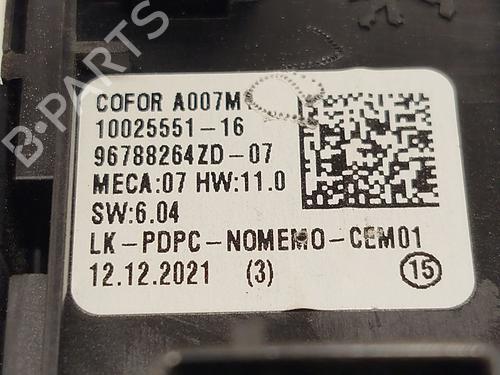 COFOR A007M
10025551-16
96788264ZD-07
MECA:07 HW:11.0
SW:6.04
LK-PDPC-NOMEMO-CEM01
12.12.2021 (3) 15
B-PARTS